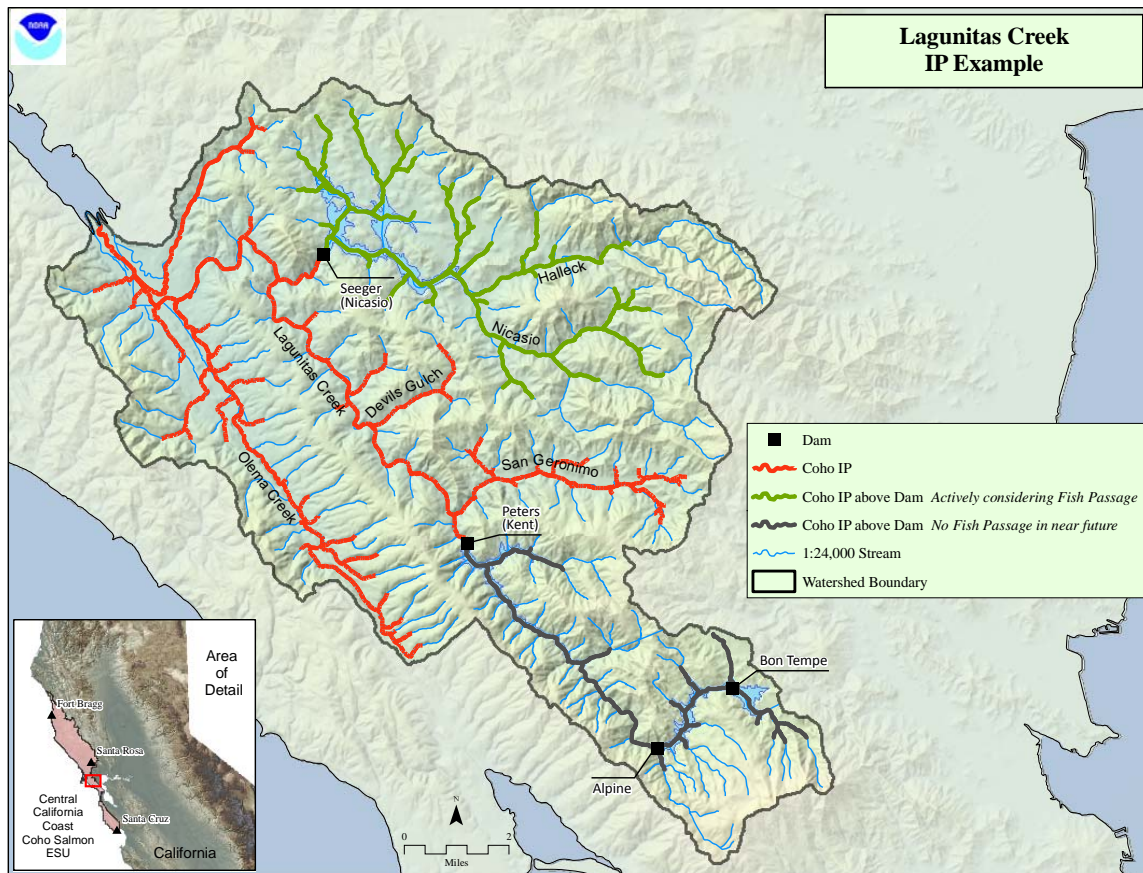 NOAA
Lagunitas Creek
IP Example
Seeger
(Nicasio)
Halleck
Nicasio
Lagunitas Creek
Devils Gulch
San Geronimo
Olema Creek
Peters
(Kent)
Bon Tempe
Alpine
Dam
Coho IP
Coho IP above Dam Actively considering Fish Passage
Coho IP above Dam No Fish Passage in near future
1:24,000 Stream
Watershed Boundary
Area
of
Detail
Fort Bragg
Santa Rosa
Santa Cruz
Central
California
Coast
Coho Salmon
ESU
California
N
0
2
Miles